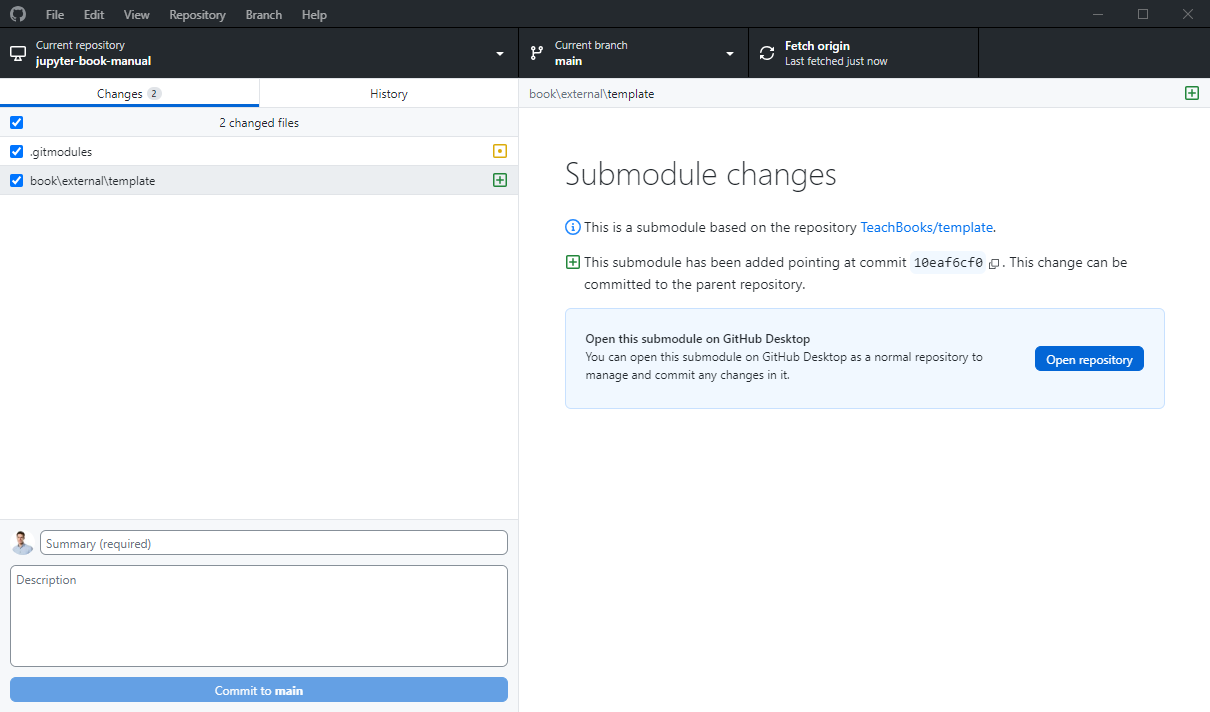 File Edit View Repository Branch Help
Current repository
jupyter-book-manual
Current branch
main
Fetch origin
Last fetched just now
Changes 2
History
2 changed files
.gitmodules
book\external\template
Summary (required)
Description
Commit to main
book\external\template
Submodule changes
This is a submodule based on the repository TeachBooks/template.
This submodule has been added pointing at commit 10eaf6cf0 . This change can be
committed to the parent repository.
Open this submodule on GitHub Desktop
You can open this submodule on GitHub Desktop as a normal repository to
manage and commit any changes in it.
Open repository